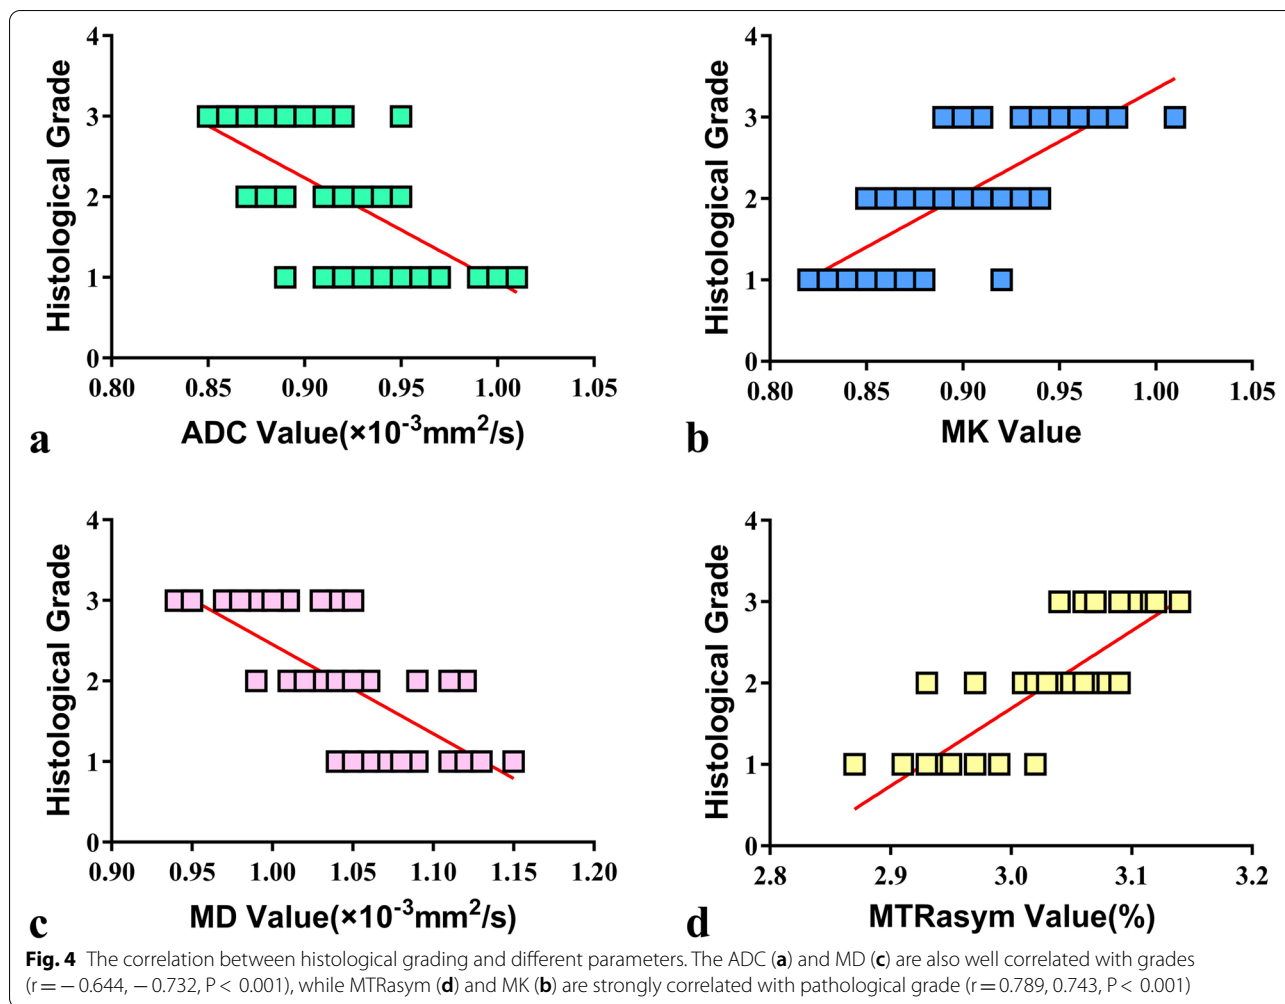 4
3
2
1
0
Histological Grade
0.80 0.85 0.90 0.95 1.00 1.05
ADC Value(×10⁻³mm²/s)
a
4
3
2
1
0
Histological Grade
0.80 0.85 0.90 0.95 1.00 1.05
MK Value
b
4
3
2
1
0
Histological Grade
0.90 0.95 1.00 1.05 1.10 1.15 1.20
MD Value(×10⁻³mm²/s)
c
4
3
2
1
0
Histological Grade
2.8 2.9 3.0 3.1 3.2
MTRasym Value(%)
d
Fig. 4 The correlation between histological grading and different parameters. The ADC (a) and MD (c) are also well correlated with grades
(r = − 0.644, − 0.732, P < 0.001), while MTRasym (d) and MK (b) are strongly correlated with pathological grade (r = 0.789, 0.743, P < 0.001)